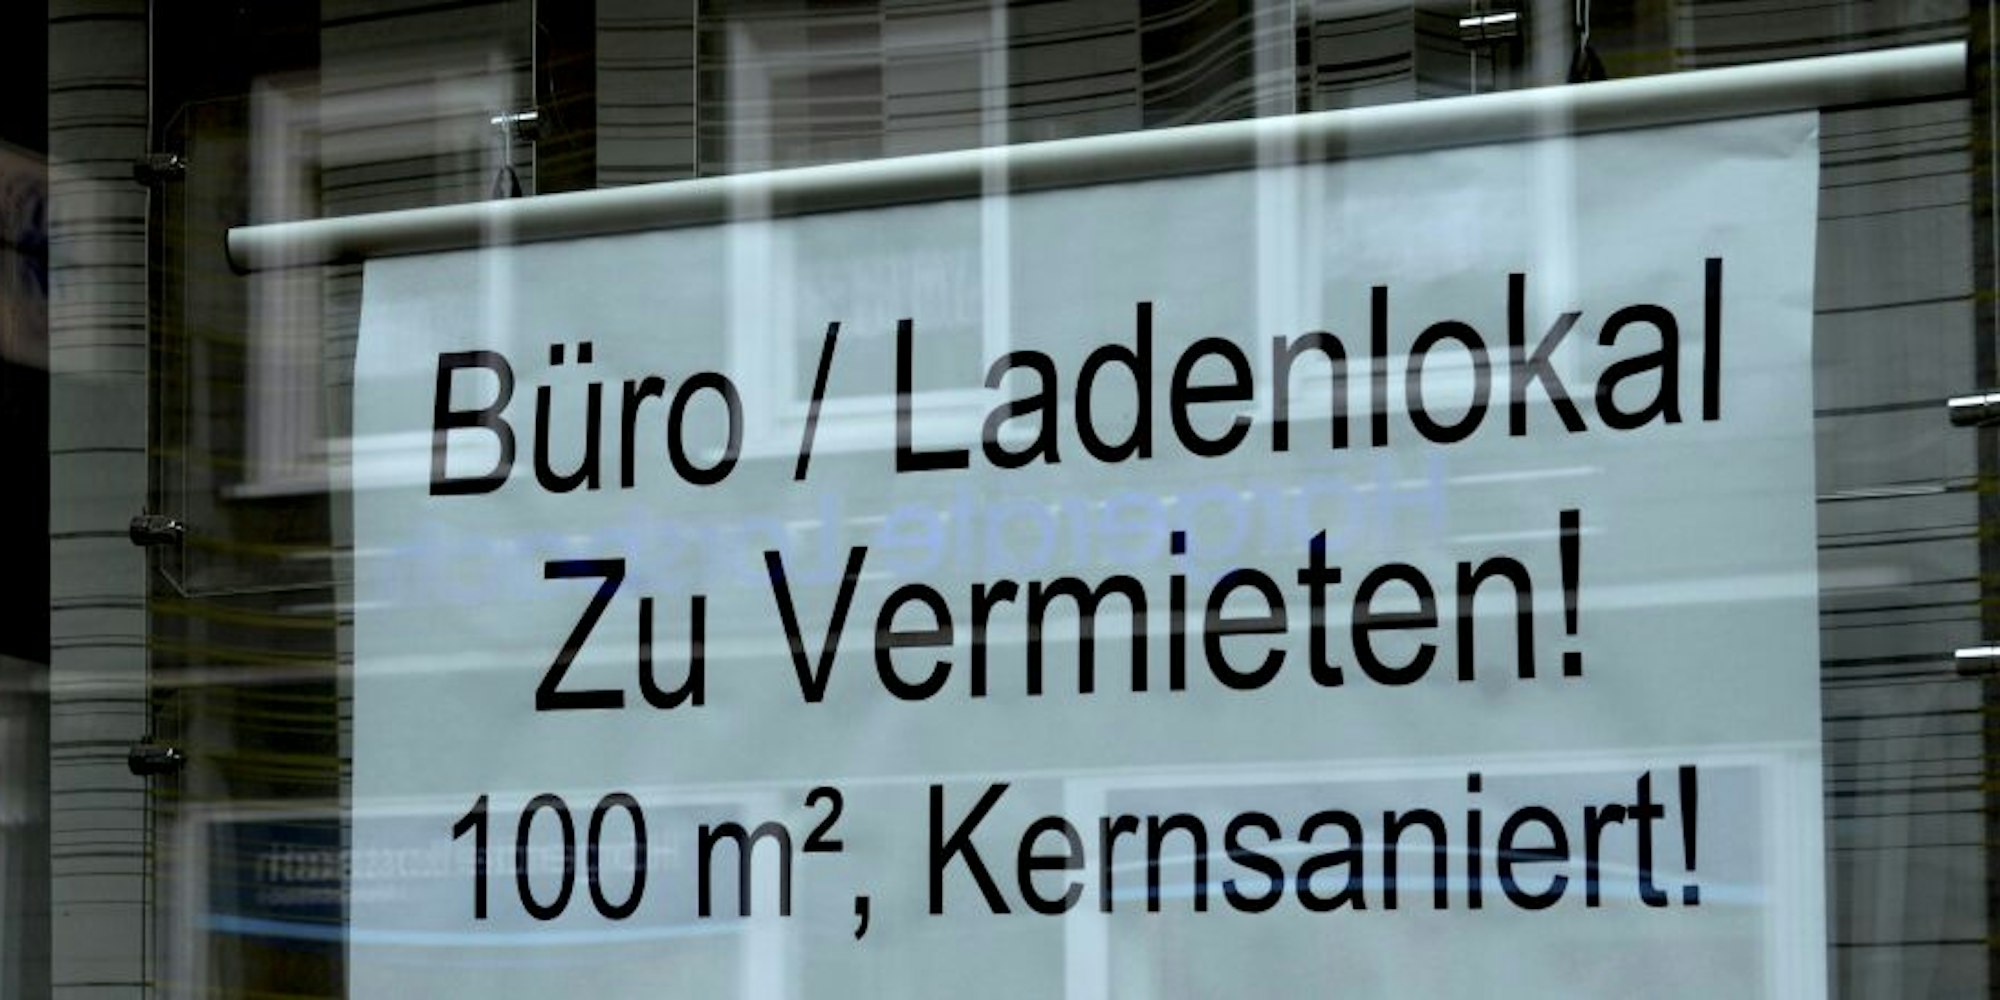 Büro / Ladenlokal
Zu Vermieten!
100 m², Kernsaniert!